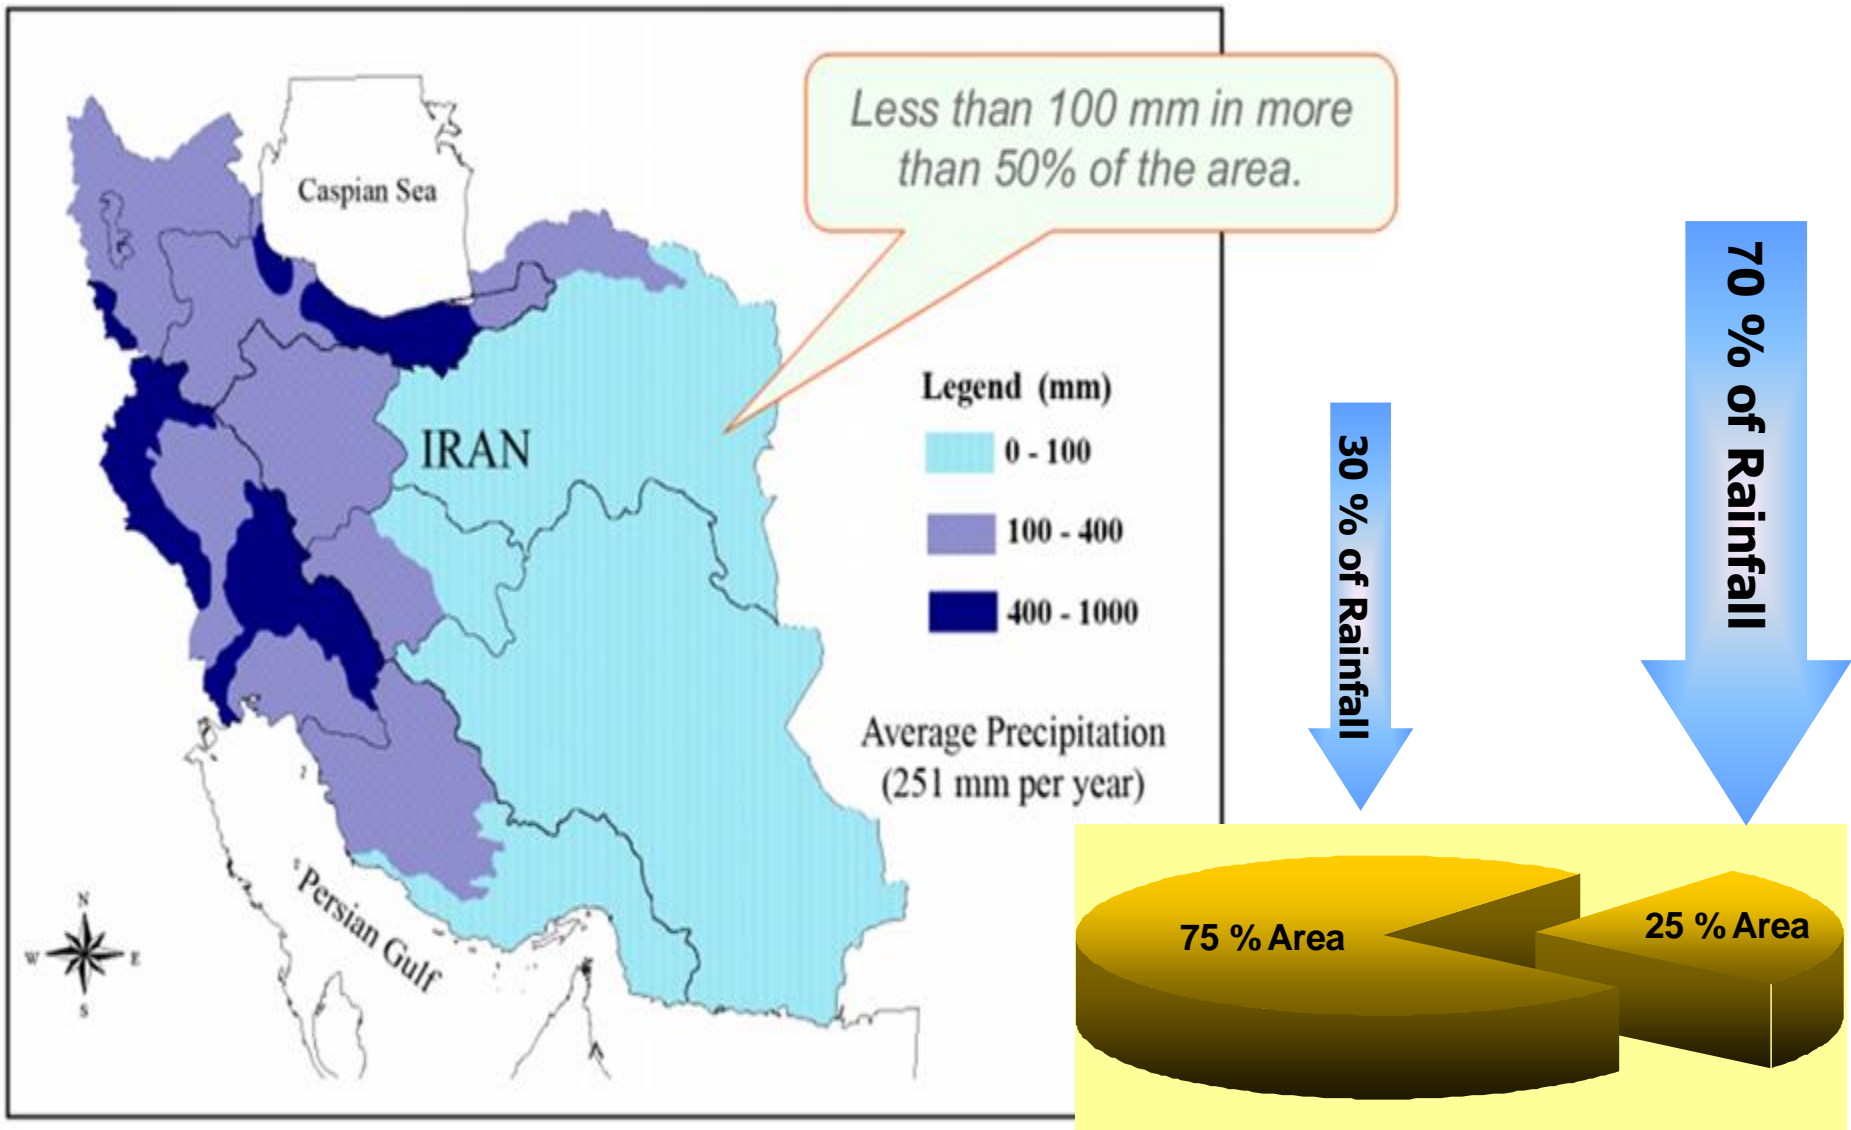 Less than 100 mm in more
than 50% of the area.
Caspian Sea
IRAN
Legend (mm)
0 - 100
100 - 400
400 - 1000
Average Precipitation
(251 mm per year)
Persian Gulf
N
W
E
S
30 % of Rainfall
70 % of Rainfall
75 % Area
25 % Area